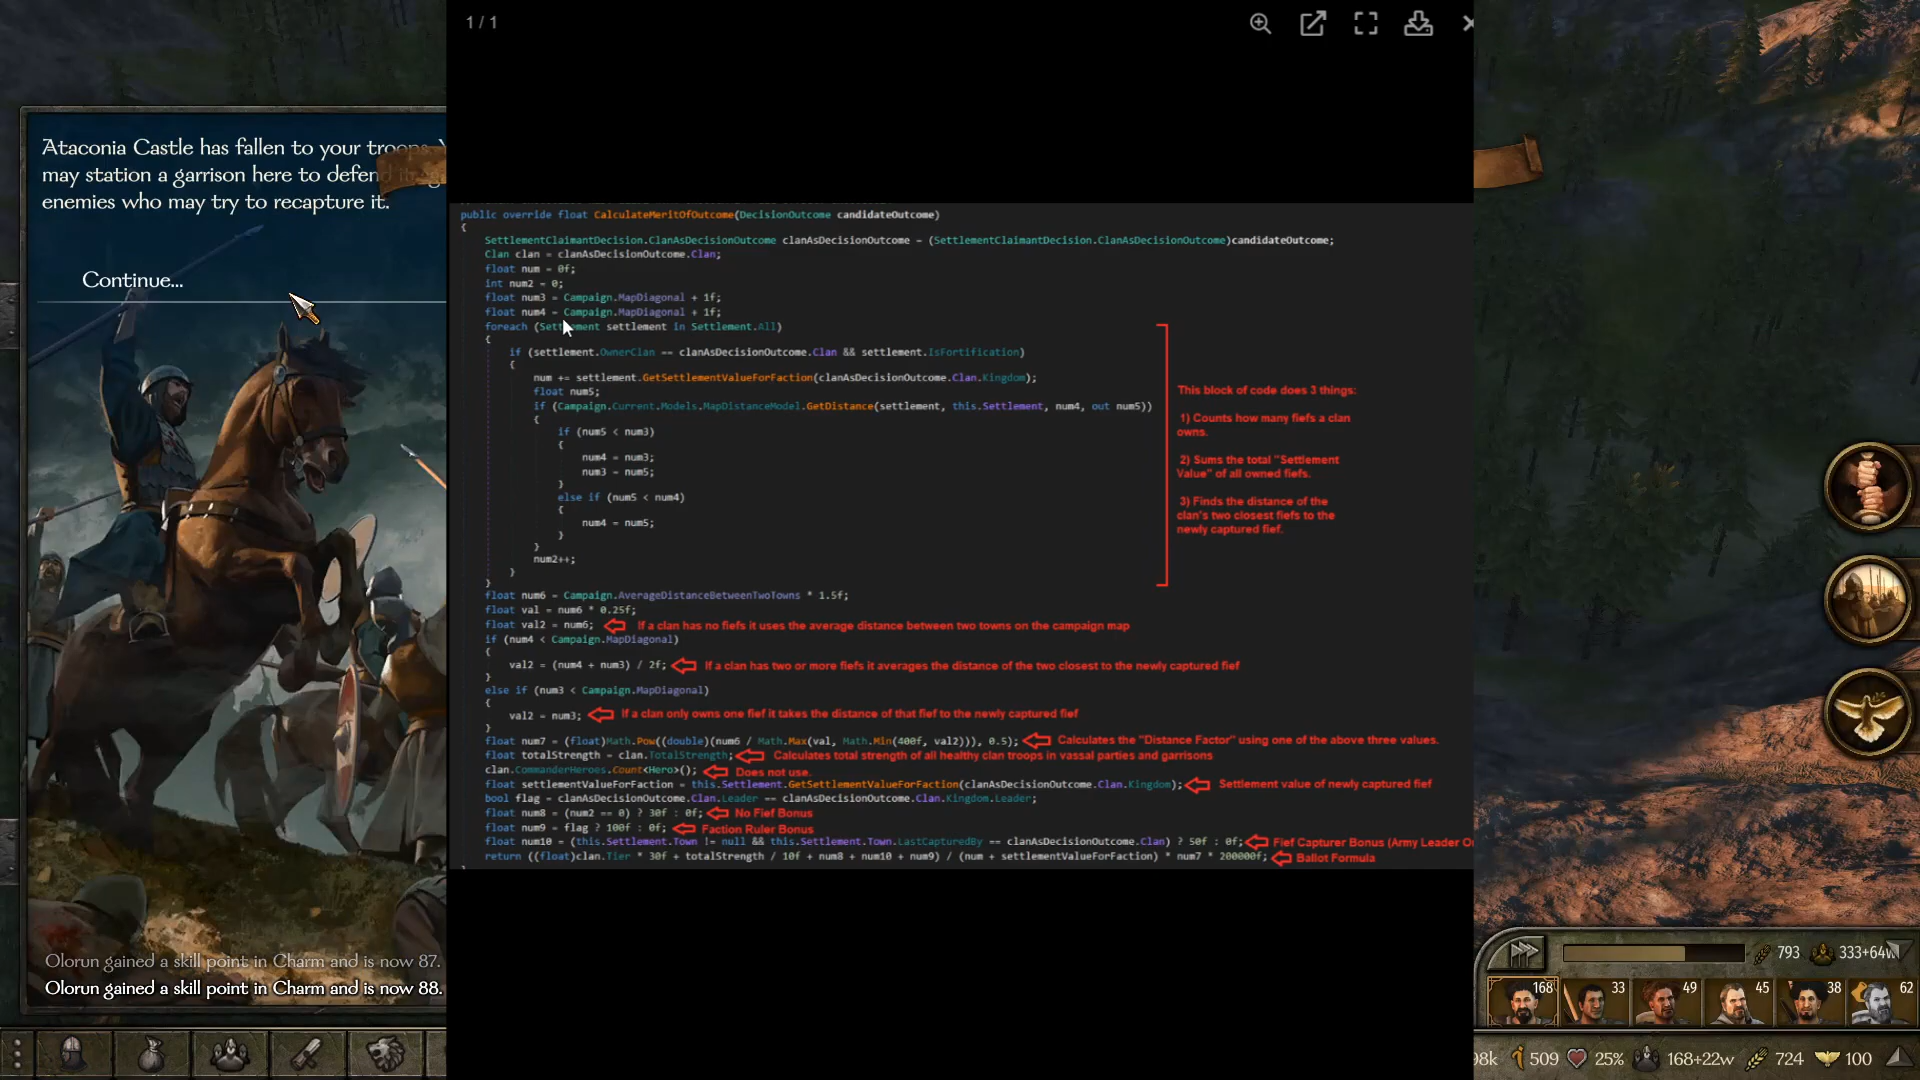 1 / 1
Ataconia Castle has fallen to your troops.
may station a garrison here to defend
enemies who may try to recapture it.
Continue...
Olorun gained a skill point in Charm and is now 87.
Olorun gained a skill point in Charm and is now 88.
public override float CalculateMeritOfOutcome(DecisionOutcome candidateOutcome)
{
SettlementClaimantDecision.ClanAsDecisionOutcome clanAsDecisionOutcome = (SettlementClaimantDecision.ClanAsDecisionOutcome)candidateOutcome;
Clan clan = clanAsDecisionOutcome.Clan;
float num = 0f;
int num2 = 0;
float num3 = Campaign.MapDiagonal + 1f;
float num4 = Campaign.MapDiagonal + 1f;
foreach (Settlement settlement in Settlement.All)
{
if (settlement.OwnerClan == clanAsDecisionOutcome.Clan && settlement.IsFortification)
{
num += settlement.GetSettlementValueForFaction(clanAsDecisionOutcome.Clan.Kingdom);
float num5;
if (Campaign.Current.Models.MapDistanceModel.GetDistance(settlement, this.Settlement, num4, out num5))
{
if (num5 < num3)
{
num4 = num3;
num3 = num5;
}
else if (num5 < num4)
{
num4 = num5;
}
}
num2++;
}
}
This block of code does 3 things:
1) Counts how many fiefs a clan
owns.
2) Sums the total "Settlement
Value" of all owned fiefs.
3) Finds the distance of the
clan's two closest fiefs to the
newly captured fief.
float num6 = Campaign.AverageDistanceBetweenTwoTowns * 1.5f;
float val = num6 * 0.25f;
float val2 = num6; If a clan has no fiefs it uses the average distance between two towns on the campaign map
if (num4 < Campaign.MapDiagonal)
{
val2 = (num4 + num3) / 2f; If a clan has two or more fiefs it averages the distance of the two closest to the newly captured fief
}
else if (num3 < Campaign.MapDiagonal)
{
val2 = num3; If a clan only owns one fief it takes the distance of that fief to the newly captured fief
}
float num7 = (float)Math.Pow((double)(num6 / Math.Max(val, Math.Min(400f, val2))), 0.5); Calculates the "Distance Factor" using one of the above three values.
float totalStrength = clan.TotalStrength; Calculates total strength of all healthy clan troops in vassal parties and garrisons
clan.CommanderHeroes.Count<Hero>(); Does not use.
float settlementValueForFaction = this.Settlement.GetSettlementValueForFaction(clanAsDecisionOutcome.Clan.Kingdom); Settlement value of newly captured fief
bool flag = clanAsDecisionOutcome.Clan.Leader == clanAsDecisionOutcome.Clan.Kingdom.Leader;
float num8 = (num2 == 0) ? 30f : 0f; No Fief Bonus
float num9 = flag ? 100f : 0f; Faction Ruler Bonus
float num10 = (this.Settlement.Town != null && this.Settlement.Town.LastCapturedBy == clanAsDecisionOutcome.Clan) ? 50f : 0f; Fief Capturer Bonus (Army Leader
return ((float)clan.Tier * 30f + totalStrength / 10f + num8 + num10 + num9) / (num + settlementValueForFaction) * num7 * 200000f; Ballot Formula
793 333+64w
168 33 49 45 38 62
98k 509 25% 168+22w 724 100